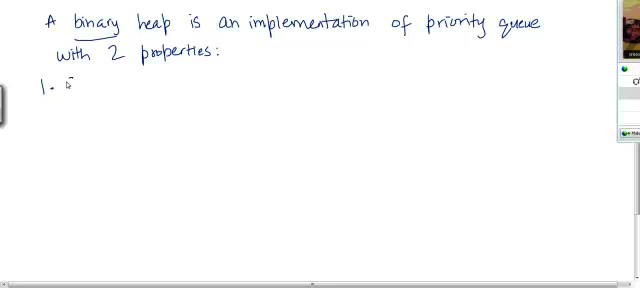 A binary heap is an implementation of priority queue
with 2 properties:
1.